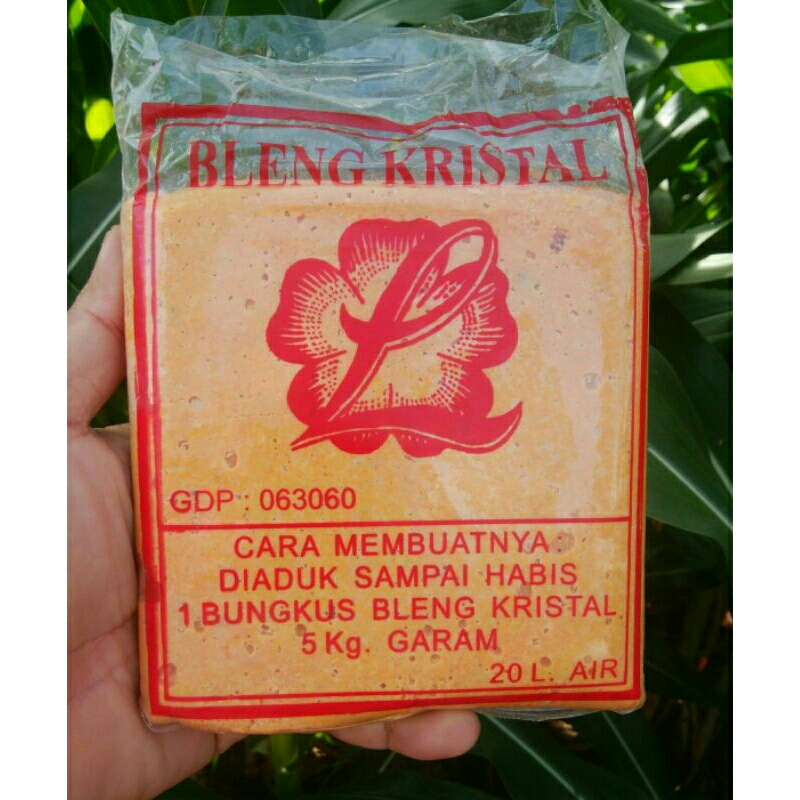 BLENG KRISTAL
L
GDP : 063060
CARA MEMBUATNYA :
DIADUK SAMPAI HABIS
1 BUNGKUS BLENG KRISTAL
5 Kg. GARAM
20 L. AIR